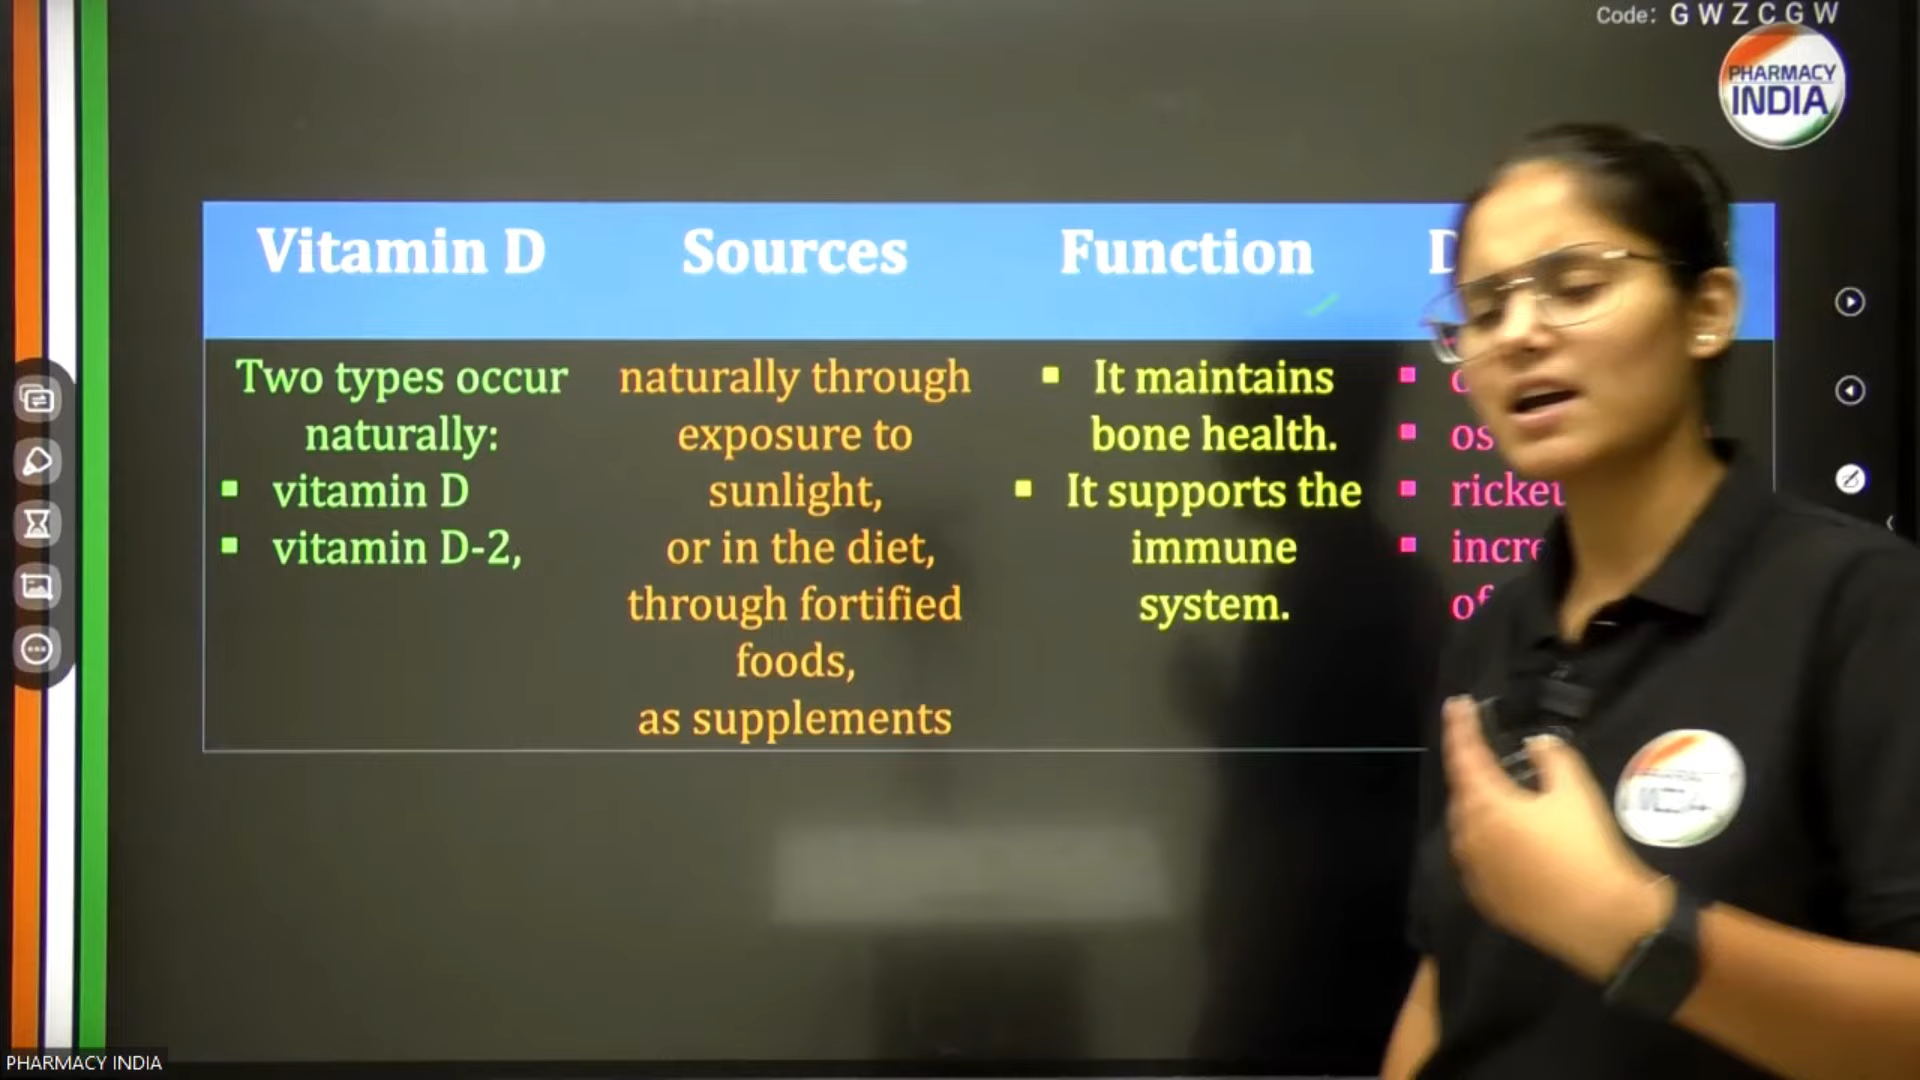 Code: GWZCGW
PHARMACY
INDIA
Vitamin D Sources Function
Two types occur
naturally:
vitamin D
vitamin D-2,
naturally through
exposure to
sunlight,
or in the diet,
through fortified
foods,
as supplements
It maintains
bone health.
It supports the
immune
system.
PHARMACY INDIA